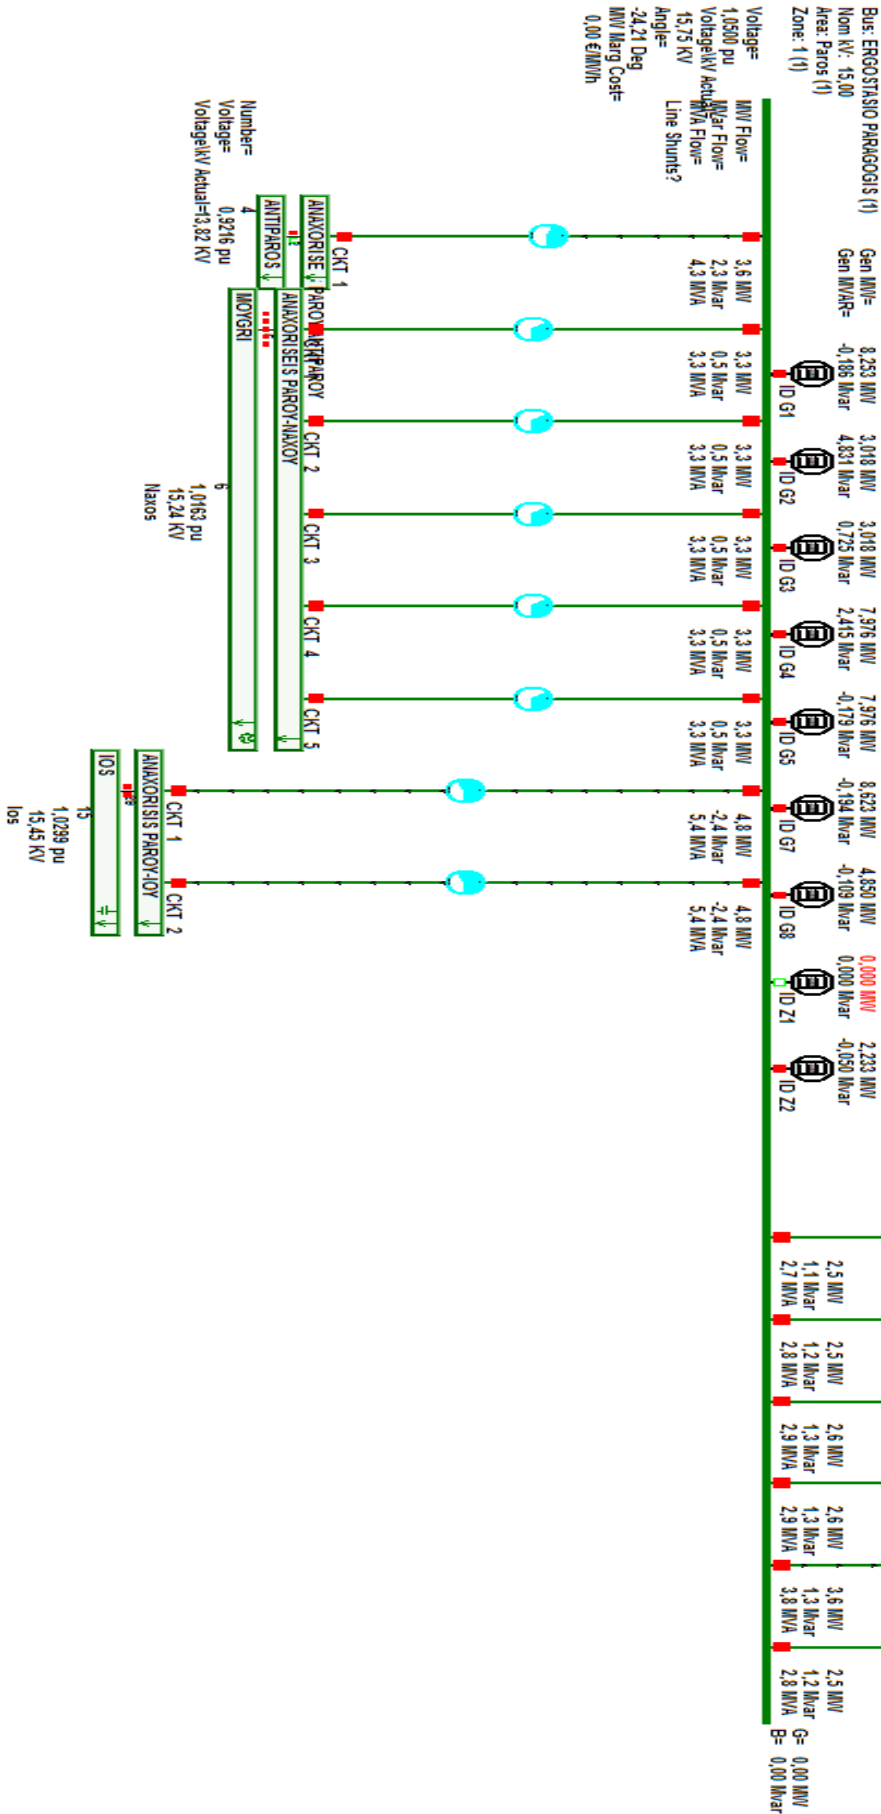 Bus: ERGOSTASIO PARAGOGIS (1)
Nom kV: 15,00
Area: Paros (1)
Zone: 1 (1)
Gen MW= 8,253 MW 3,018 MW 3,018 MW 7,976 MW 7,976 MW 8,623 MW 4,850 MW 0,000 MW 2,233 MW
Gen MVAR= -0,186 Mvar 4,831 Mvar 0,725 Mvar 2,415 Mvar -0,179 Mvar -0,194 Mvar -0,109 Mvar 0,000 Mvar -0,050 Mvar
ID G1 ID G2 ID G3 ID G4 ID G5 ID G7 ID G8 ID Z1 ID Z2
2,5 MW 2,5 MW 2,6 MW 2,6 MW 3,6 MW 2,5 MW
1,1 Mvar 1,2 Mvar 1,3 Mvar 1,3 Mvar 1,3 Mvar 1,2 Mvar
2,7 MVA 2,8 MVA 2,9 MVA 2,9 MVA 3,8 MVA 2,8 MVA
G= 0,00 MW
B= 0,00 Mvar
Voltage=
1,0500 pu
Voltage\kV Actual=
15,75 KV
Angle=
-24,21 Deg
MW Marg Cost=
0,00 €/MWh
MW Flow= 3,6 MW 3,3 MW 3,3 MW 3,3 MW 3,3 MW 3,3 MW 4,8 MW 4,8 MW
MVar Flow= 2,3 Mvar 0,5 Mvar 0,5 Mvar 0,5 Mvar 0,5 Mvar 0,5 Mvar -2,4 Mvar -2,4 Mvar
MVA Flow= 4,3 MVA 3,3 MVA 3,3 MVA 3,3 MVA 3,3 MVA 3,3 MVA 5,4 MVA 5,4 MVA
Line Shunts?
CKT 1 CKT 2 CKT 3 CKT 4 CKT 5
PAROY-ANTIPAROY
ANAXORISEIS PAROY-NAXOY
ANTIPAROS
MOYGRI
Number= 4
Voltage= 0,9216 pu
Voltage\kV Actual=13,82 KV
6
1,0163 pu
15,24 KV
Naxos
CKT 1 CKT 2
ANAXORISIS PAROY-IOY
IOS
15
1,0299 pu
15,45 KV
Ios